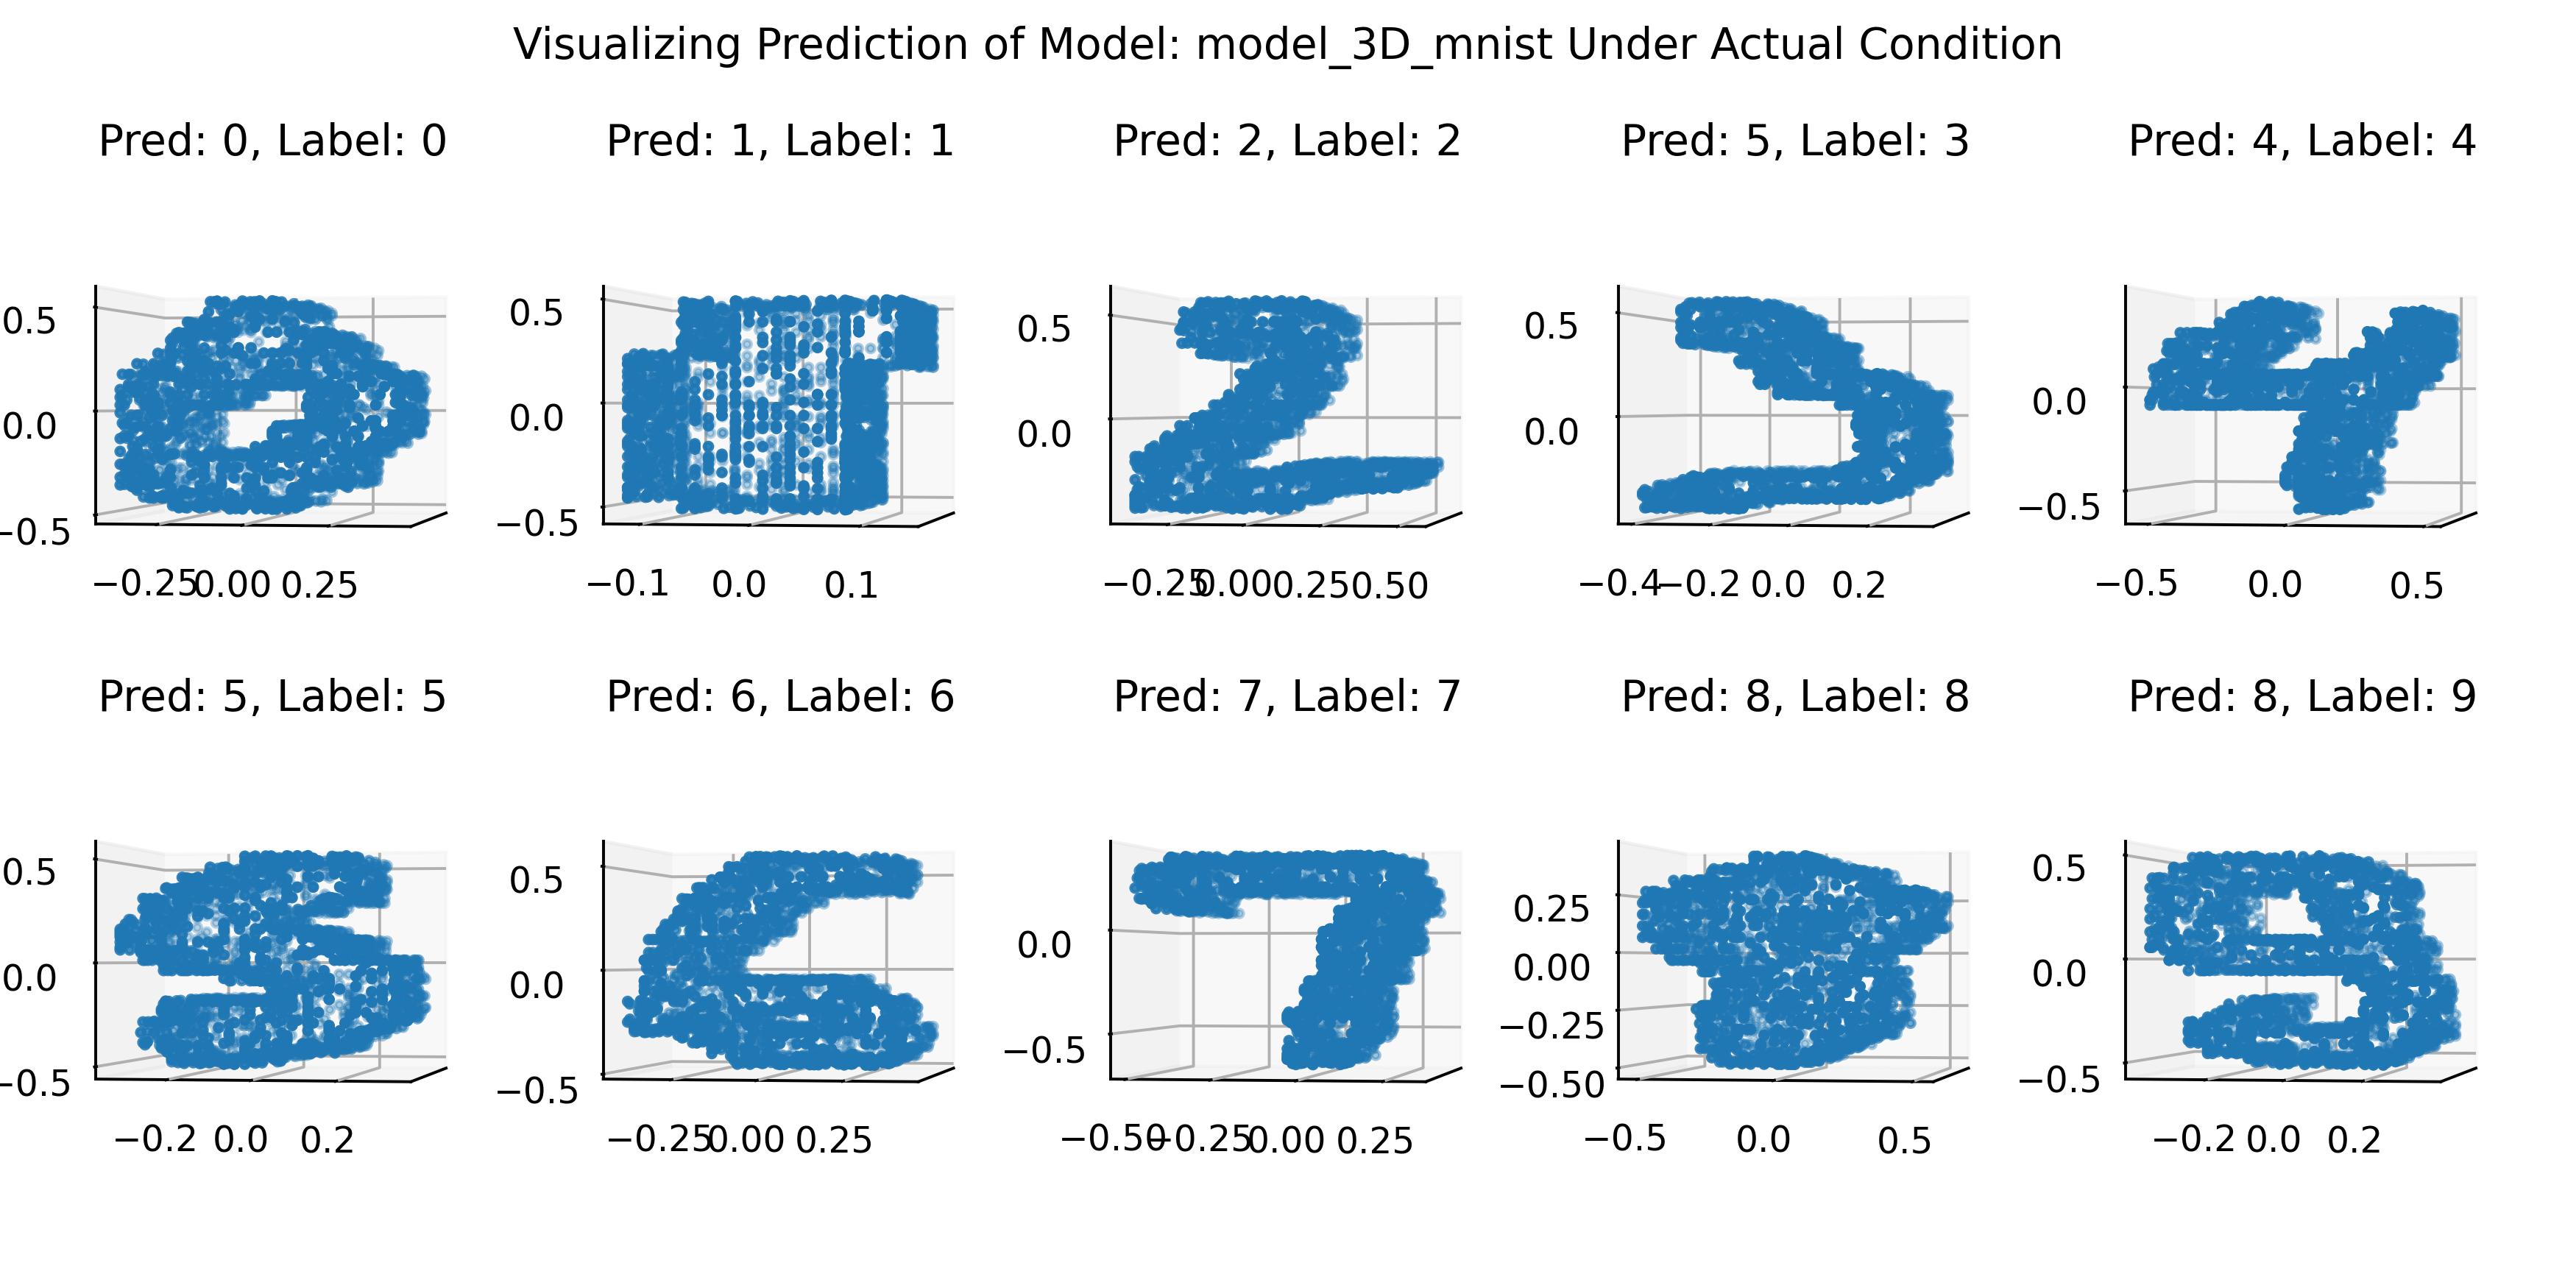 Visualizing Prediction of Model: model_3D_mnist Under Actual Condition
Pred: 0, Label: 0
0.5
0.0
−0.5
−0.25 0.00 0.25
Pred: 1, Label: 1
0.5
0.0
−0.5
−0.1 0.0 0.1
Pred: 2, Label: 2
0.5
0.0
−0.25 0.00 0.25 0.50
Pred: 5, Label: 3
0.5
0.0
−0.4 −0.2 0.0 0.2
Pred: 4, Label: 4
0.0
−0.5
−0.5 0.0 0.5
Pred: 5, Label: 5
0.5
0.0
−0.5
−0.2 0.0 0.2
Pred: 6, Label: 6
0.5
0.0
−0.5
−0.25 0.00 0.25
Pred: 7, Label: 7
0.0
−0.5
−0.50 −0.25 0.00 0.25
Pred: 8, Label: 8
0.25
0.00
−0.25
−0.50
−0.5 0.0 0.5
Pred: 8, Label: 9
0.5
0.0
−0.5
−0.2 0.0 0.2